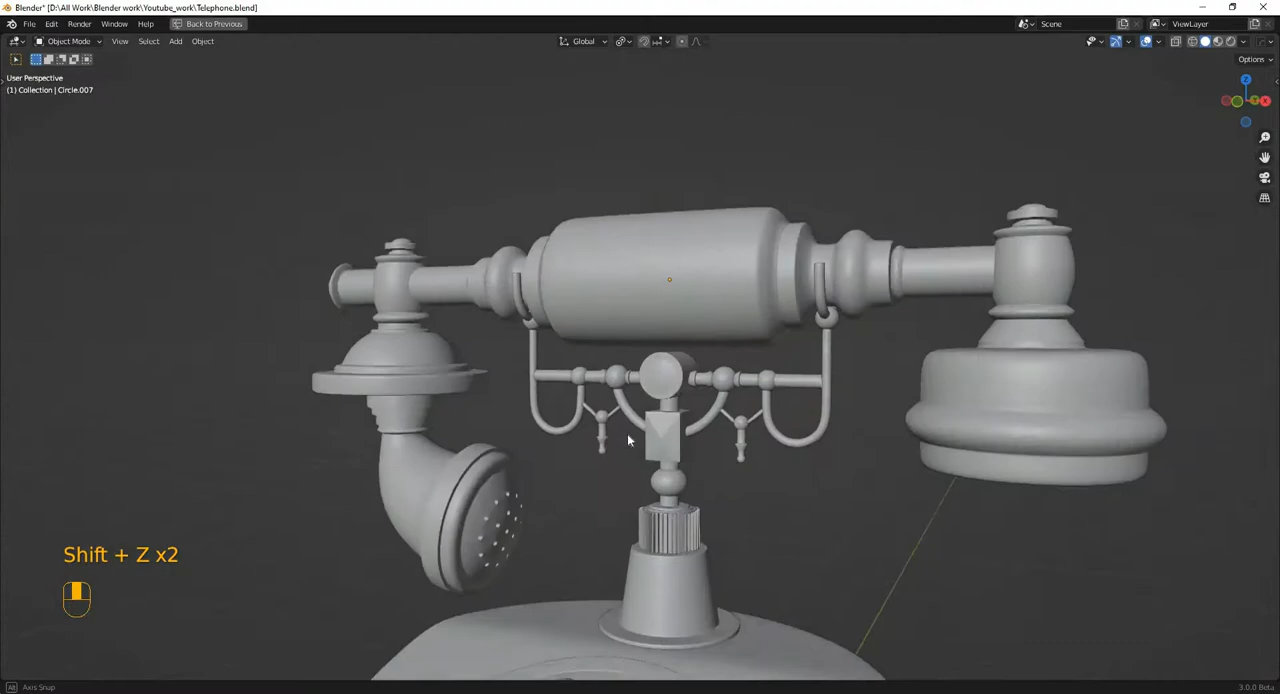 Blender* [D:\All Work\Blender work\Youtube_work\Telephone.blend]
File Edit Render Window Help Back to Previous Scene ViewLayer
Object Mode View Select Add Object Global
Options
User Perspective
(1) Collection | Circle.007
Z
X
Y
Shift + Z x2
Alt Axis Snap 3.0.0 Beta